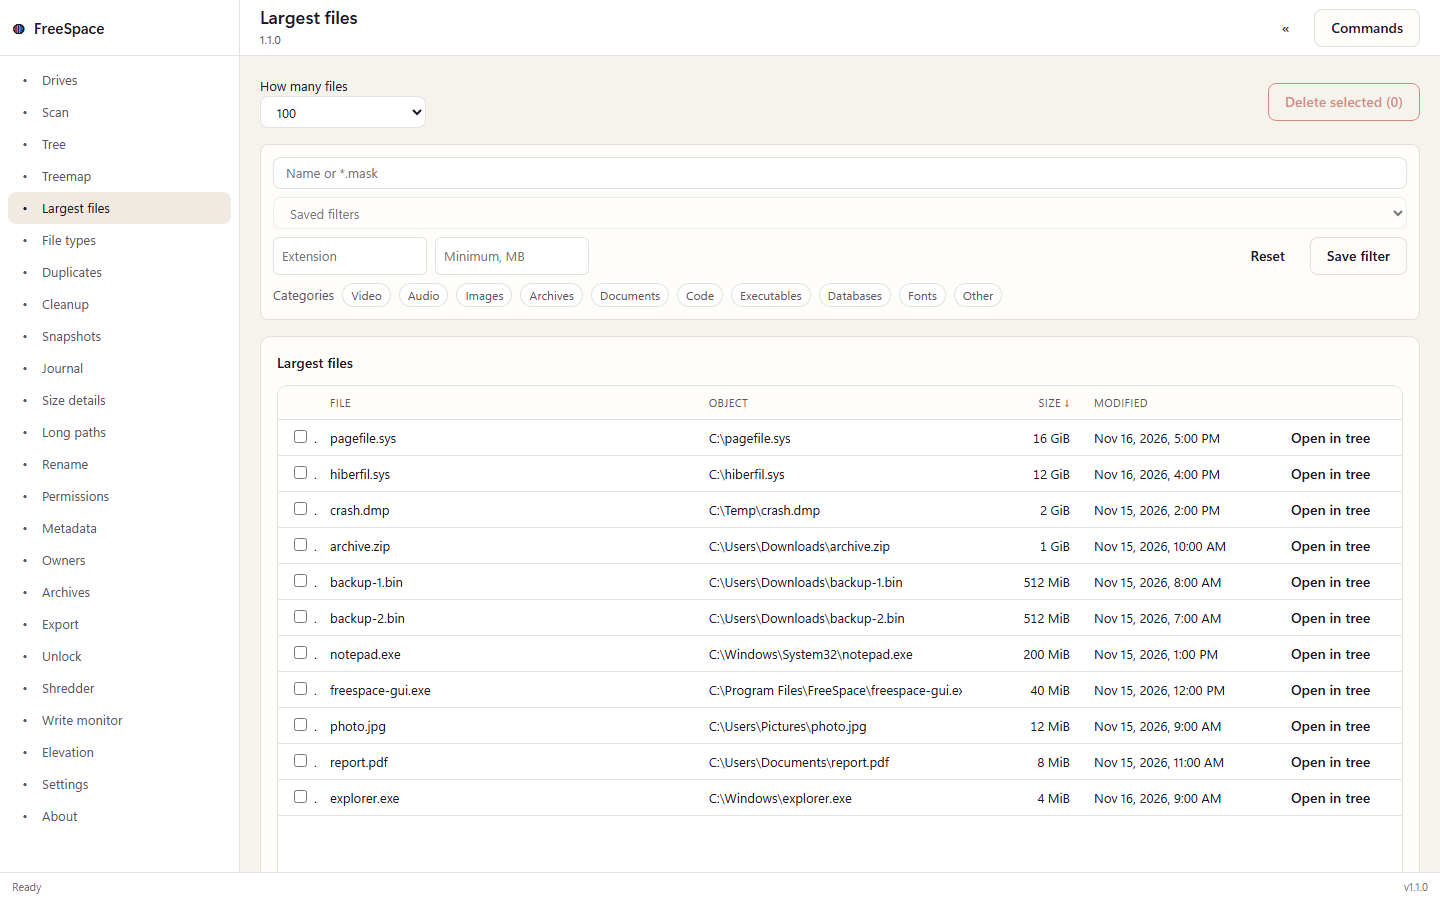 FreeSpace
Largest files
1.1.0
«
Commands
Drives
Scan
Tree
Treemap
Largest files
File types
Duplicates
Cleanup
Snapshots
Journal
Size details
Long paths
Rename
Permissions
Metadata
Owners
Archives
Export
Unlock
Shredder
Write monitor
Elevation
Settings
About
How many files
100
Delete selected (0)
Name or *.mask
Saved filters
Extension
Minimum, MB
Reset
Save filter
Categories Video Audio Images Archives Documents Code Executables Databases Fonts Other
Largest files
FILE OBJECT SIZE ↓ MODIFIED
. pagefile.sys C:\pagefile.sys 16 GiB Nov 16, 2026, 5:00 PM Open in tree
. hiberfil.sys C:\hiberfil.sys 12 GiB Nov 16, 2026, 4:00 PM Open in tree
. crash.dmp C:\Temp\crash.dmp 2 GiB Nov 15, 2026, 2:00 PM Open in tree
. archive.zip C:\Users\Downloads\archive.zip 1 GiB Nov 15, 2026, 10:00 AM Open in tree
. backup-1.bin C:\Users\Downloads\backup-1.bin 512 MiB Nov 15, 2026, 8:00 AM Open in tree
. backup-2.bin C:\Users\Downloads\backup-2.bin 512 MiB Nov 15, 2026, 7:00 AM Open in tree
. notepad.exe C:\Windows\System32\notepad.exe 200 MiB Nov 15, 2026, 1:00 PM Open in tree
. freespace-gui.exe C:\Program Files\FreeSpace\freespace-gui.ex 40 MiB Nov 15, 2026, 12:00 PM Open in tree
. photo.jpg C:\Users\Pictures\photo.jpg 12 MiB Nov 15, 2026, 9:00 AM Open in tree
. report.pdf C:\Users\Documents\report.pdf 8 MiB Nov 15, 2026, 11:00 AM Open in tree
. explorer.exe C:\Windows\explorer.exe 4 MiB Nov 16, 2026, 9:00 AM Open in tree
Ready
v1.1.0